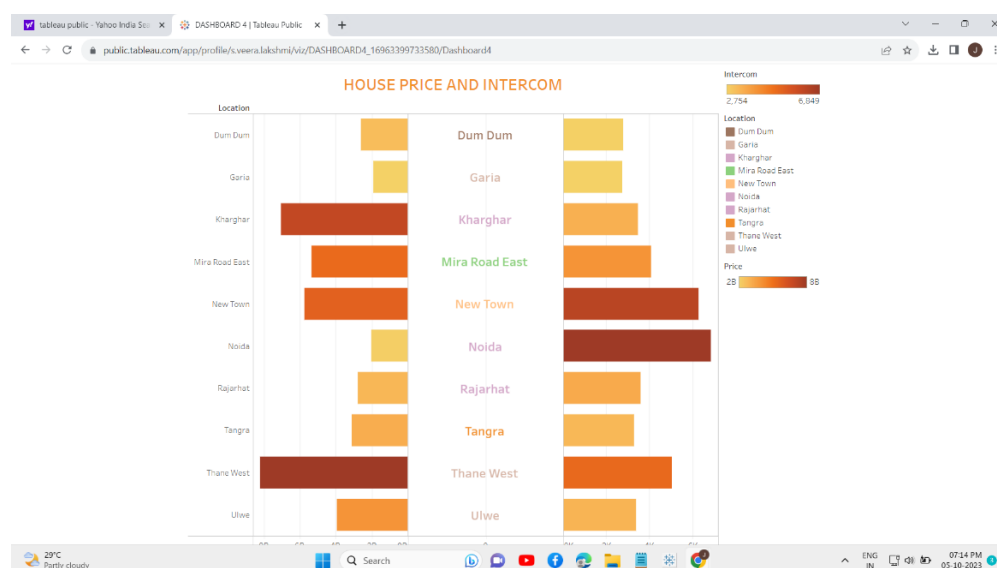 tableau public - Yahoo India Sea
DASHBOARD 4 | Tableau Public
public.tableau.com/app/profile/s.veera.lakshmi/viz/DASHBOARD4_16963399733580/Dashboard4
J
HOUSE PRICE AND INTERCOM
Location
Dum Dum Dum Dum
Garia Garia
Kharghar Kharghar
Mira Road East Mira Road East
New Town New Town
Noida Noida
Rajarhat Rajarhat
Tangra Tangra
Thane West Thane West
Ulwe Ulwe
Intercom
2,754 6,849
Location
Dum Dum
Garia
Kharghar
Mira Road East
New Town
Noida
Rajarhat
Tangra
Thane West
Ulwe
Price
2B 8B
29°C
Partly cloudy
Search
ENG
IN
07:14 PM
05-10-2023